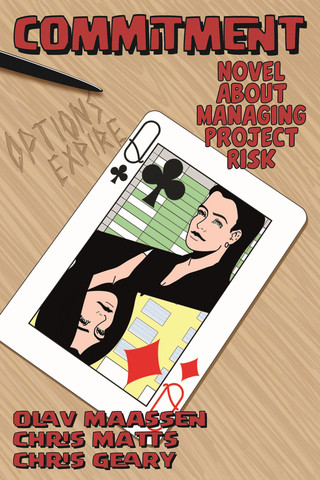 COMMITMENT
NOVEL
ABOUT
MANAGING
PROJECT
RISK
OPTIONS
EXPIRE
Q
Q
OLAV MAASSEN
CHRIS MATTS
CHRIS GEARY